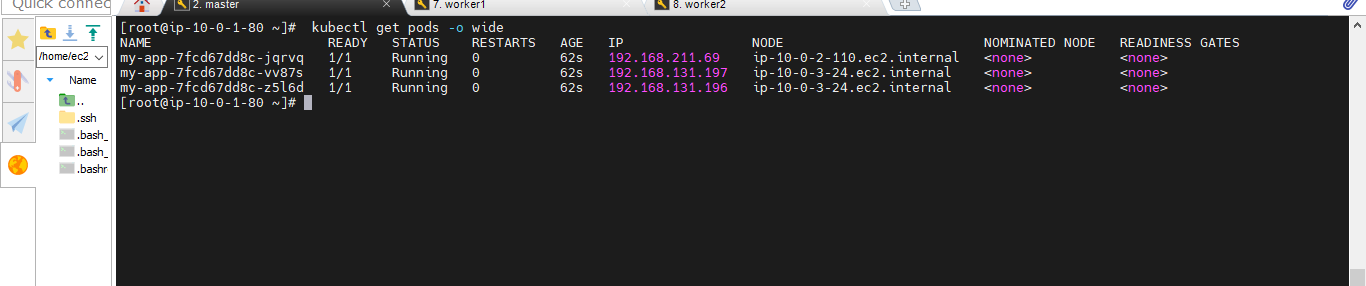 Quick connec
2. master
7. worker1
8. worker2
/home/ec2
Name
..
.ssh
.bash_
.bash_
.bashr
[root@ip-10-0-1-80 ~]# kubectl get pods -o wide
NAME READY STATUS RESTARTS AGE IP NODE NOMINATED NODE READINESS GATES
my-app-7fcd67dd8c-jqrvq 1/1 Running 0 62s 192.168.211.69 ip-10-0-2-110.ec2.internal <none> <none>
my-app-7fcd67dd8c-vv87s 1/1 Running 0 62s 192.168.131.197 ip-10-0-3-24.ec2.internal <none> <none>
my-app-7fcd67dd8c-z5l6d 1/1 Running 0 62s 192.168.131.196 ip-10-0-3-24.ec2.internal <none> <none>
[root@ip-10-0-1-80 ~]#